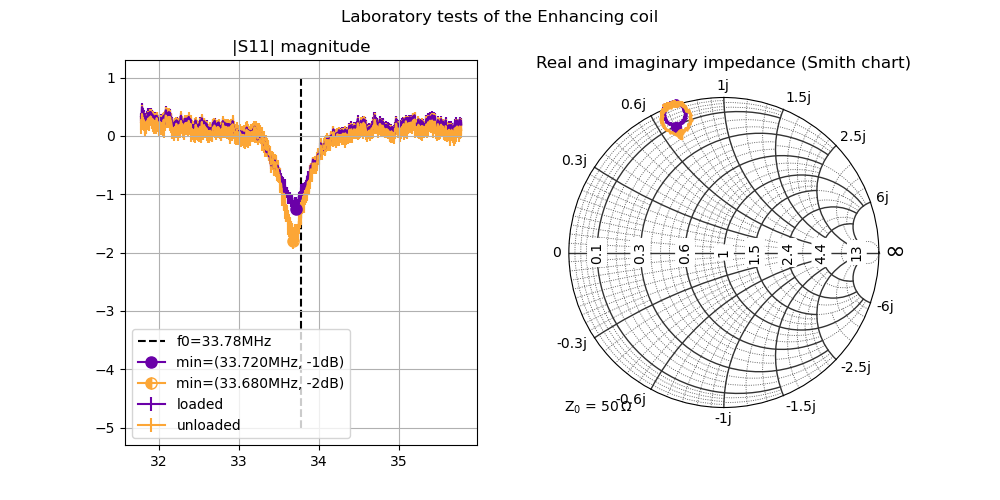 Laboratory tests of the Enhancing coil
|S11| magnitude
1
0
−1
−2
−3
−4
−5
32
33
34
35
f0=33.78MHz
min=(33.720MHz, -1dB)
min=(33.680MHz, -2dB)
loaded
unloaded
Real and imaginary impedance (Smith chart)
1j
0.6j
1.5j
0.3j
2.5j
6j
0
0.1
0.3
0.6
1
1.5
2.4
4.4
13
∞
-6j
-0.3j
-2.5j
-0.6j
-1.5j
-1j
Z₀ = 50 Ω